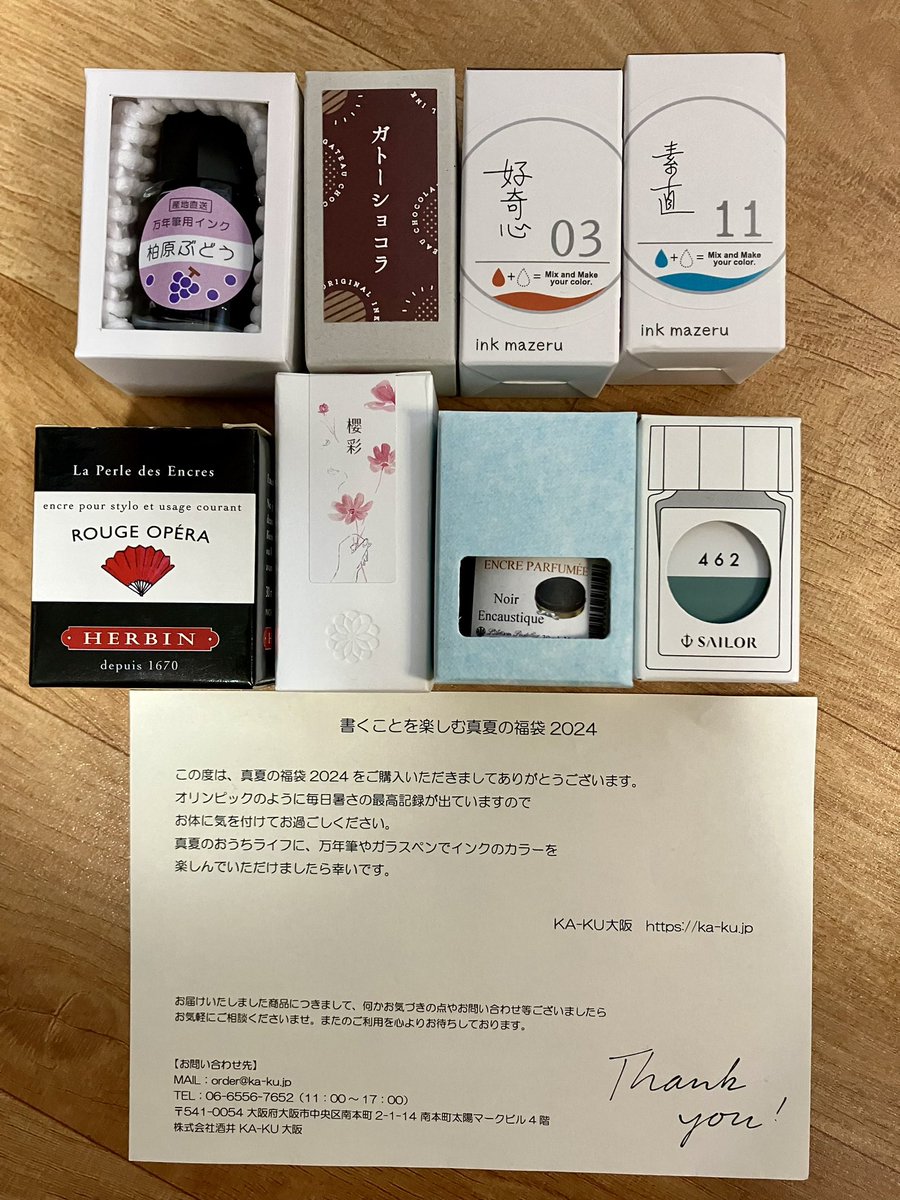 産地直送
万年筆用インク
柏原ぶどう
ガトーショコラ
GATEAU CHOC
EAU CHOCOLA
ORIGINAL INK
L INK
好奇心
03
= Mix and Make
your color.
ink mazeru
素直
11
= Mix and Make
your color.
ink mazeru
La Perle des Encres
encre pour stylo et usage courant
ROUGE OPÉRA
HERBIN
depuis 1670
櫻彩
ENCRE PARFUMÉE
Noir
Encaustique
462
SAILOR
書くことを楽しむ真夏の福袋 2024
この度は、真夏の福袋 2024 をご購入いただきましてありがとうございます。
オリンピックのように毎日暑さの最高記録が出ていますので
お体に気を付けてお過ごしください。
真夏のおうちライフに、万年筆やガラスペンでインクのカラーを
楽しんでいただけましたら幸いです。
KA-KU大阪 https://ka-ku.jp
お届けいたしました商品につきまして、何かお気づきの点やお問い合わせ等ございましたら
お気軽にご相談くださいませ。またのご利用を心よりお待ちしております。
【お問い合わせ先】
MAIL：order@ka-ku.jp
TEL：06-6556-7652（11：00～17：00）
〒541-0054 大阪府大阪市中央区南本町 2-1-14 南本町太陽マークビル 4 階
株式会社酒井 KA-KU 大阪
Thank
you!